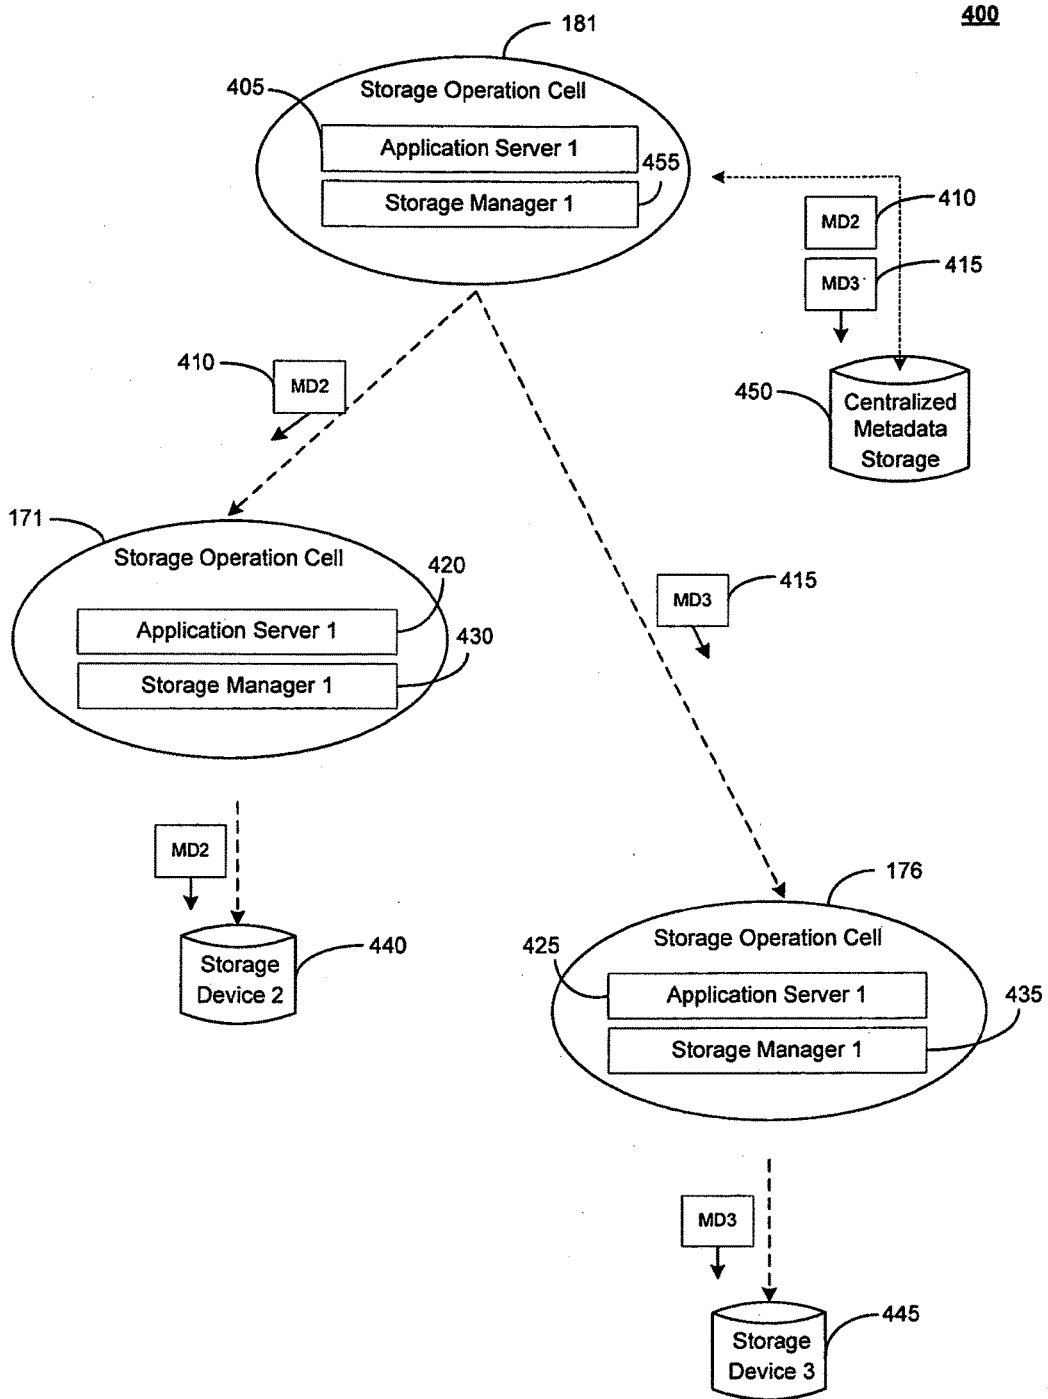 400
181
Storage Operation Cell
405
Application Server 1
455
Storage Manager 1
MD2
410
MD3
415
410
MD2
450
Centralized
Metadata
Storage
171
Storage Operation Cell
420
Application Server 1
430
Storage Manager 1
MD3
415
MD2
176
Storage Operation Cell
440
Storage
Device 2
425
Application Server 1
435
Storage Manager 1
MD3
445
Storage
Device 3